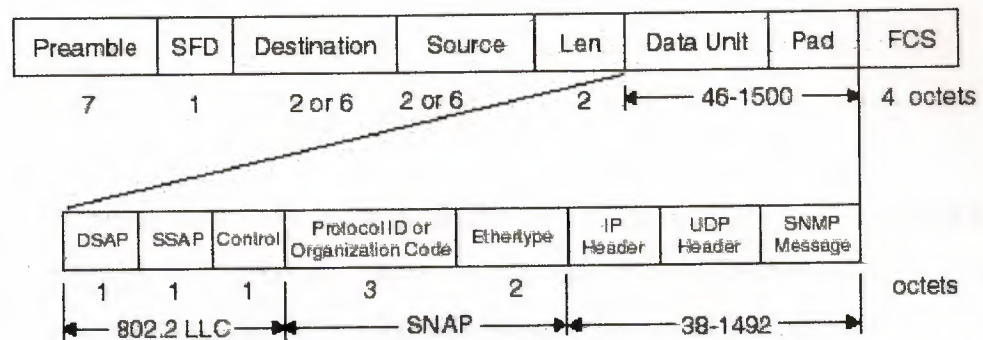 Preamble SFD Destination Source Len Data Unit Pad FCS
7 1 2 or 6 2 or 6 2 46-1500 4 octets
DSAP SSAP Control Protocol ID or Organization Code Ethertype IP Header UDP Header SNMP Message
1 1 1 3 2 octets
802.2 LLC SNAP 38-1492